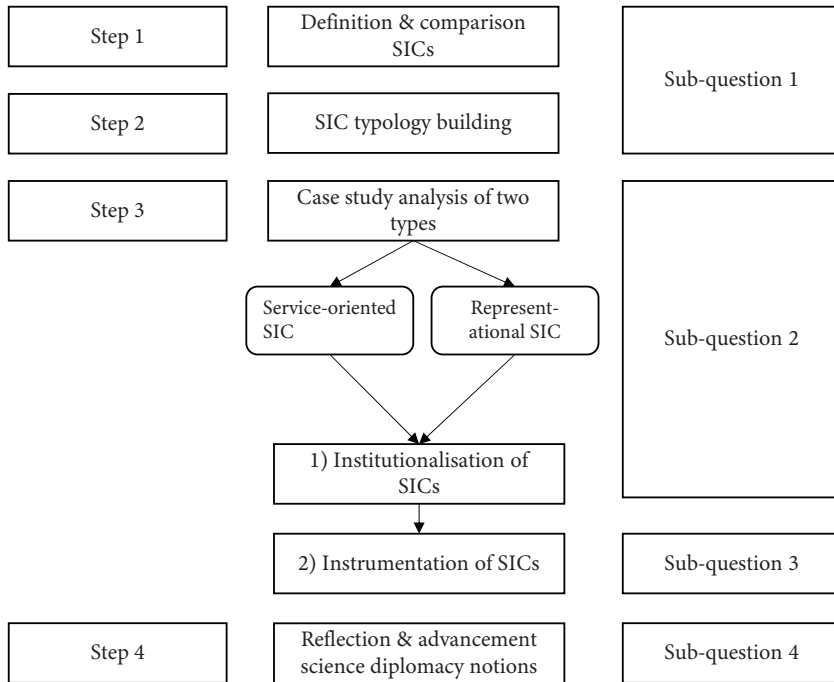 Step 1
Definition & comparison
SICs
Sub-question 1
Step 2
SIC typology building
Step 3
Case study analysis of two
types
Service-oriented
SIC
Represent-
ational SIC
Sub-question 2
1) Institutionalisation of
SICs
2) Instrumentation of SICs
Sub-question 3
Step 4
Reflection & advancement
science diplomacy notions
Sub-question 4